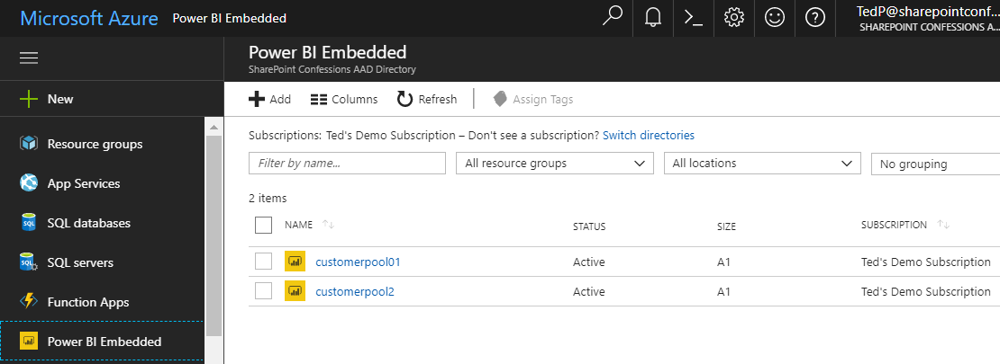 Microsoft Azure Power BI Embedded
TedP@sharepointconf...
SHAREPOINT CONFESSIONS A...
New
Resource groups
App Services
SQL databases
SQL servers
Function Apps
Power BI Embedded
Power BI Embedded
SharePoint Confessions AAD Directory
Add Columns Refresh Assign Tags
Subscriptions: Ted's Demo Subscription – Don't see a subscription? Switch directories
Filter by name... All resource groups All locations No grouping
2 items
NAME STATUS SIZE SUBSCRIPTION
customerpool01 Active A1 Ted's Demo Subscription
customerpool2 Active A1 Ted's Demo Subscription